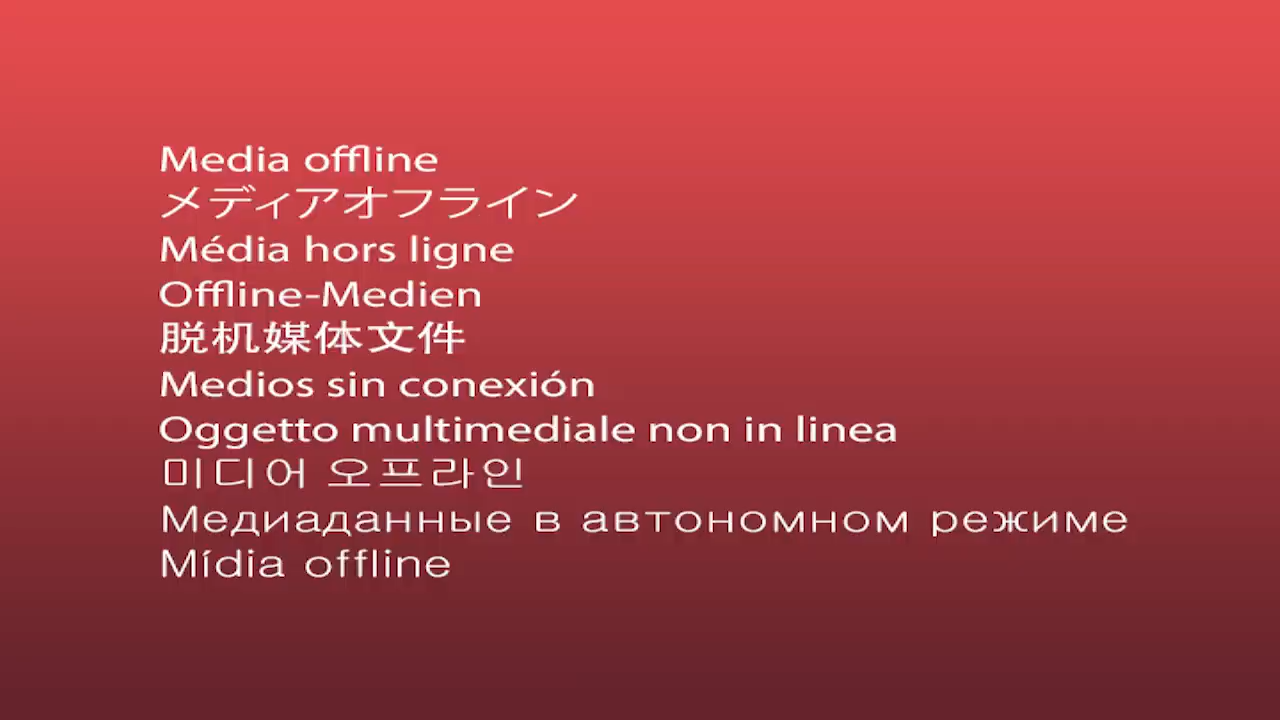 Media offline
メディアオフライン
Média hors ligne
Offline-Medien
脱机媒体文件
Medios sin conexión
Oggetto multimediale non in linea
미디어 오프라인
Медиаданные в автономном режиме
Mídia offline